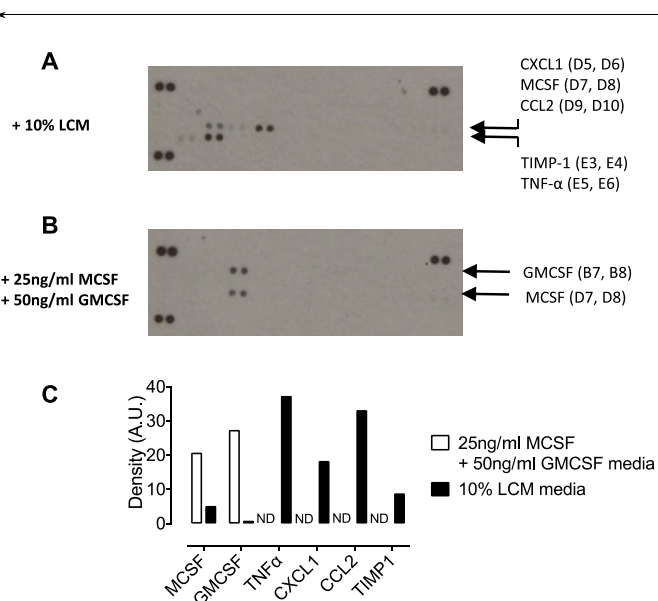 A
+ 10% LCM
CXCL1 (D5, D6)
MCSF (D7, D8)
CCL2 (D9, D10)
TIMP-1 (E3, E4)
TNF-α (E5, E6)
B
+ 25ng/ml MCSF
+ 50ng/ml GMCSF
GMCSF (B7, B8)
MCSF (D7, D8)
C
Density (A.U.)
40
30
20
10
0
ND ND ND ND
MCSF
GMCSF
TNFα
CXCL1
CCL2
TIMP1
25ng/ml MCSF
+ 50ng/ml GMCSF media
10% LCM media